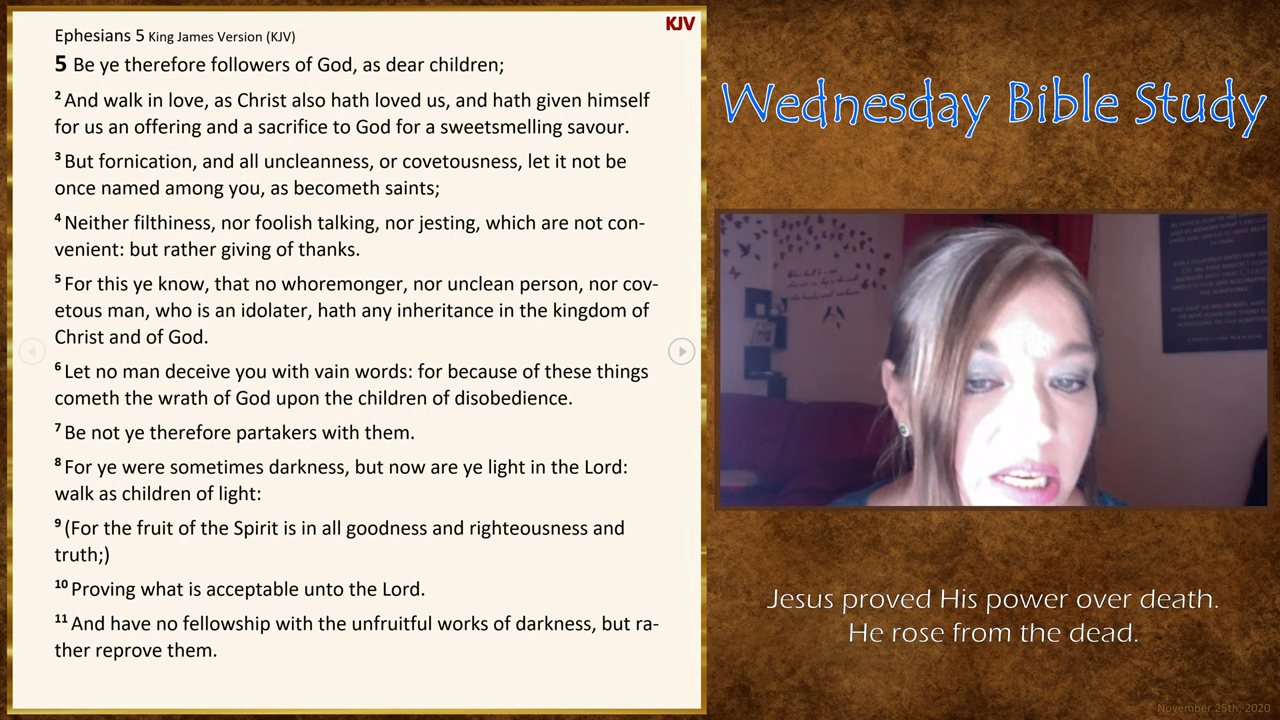 KJV
Ephesians 5 King James Version (KJV)
5 Be ye therefore followers of God, as dear children;
2 And walk in love, as Christ also hath loved us, and hath given himself
for us an offering and a sacrifice to God for a sweetsmelling savour.
3 But fornication, and all uncleanness, or covetousness, let it not be
once named among you, as becometh saints;
4 Neither filthiness, nor foolish talking, nor jesting, which are not con-
venient: but rather giving of thanks.
5 For this ye know, that no whoremonger, nor unclean person, nor cov-
etous man, who is an idolater, hath any inheritance in the kingdom of
Christ and of God.
6 Let no man deceive you with vain words: for because of these things
cometh the wrath of God upon the children of disobedience.
7 Be not ye therefore partakers with them.
8 For ye were sometimes darkness, but now are ye light in the Lord:
walk as children of light:
9 (For the fruit of the Spirit is in all goodness and righteousness and
truth;)
10 Proving what is acceptable unto the Lord.
11 And have no fellowship with the unfruitful works of darkness, but ra-
ther reprove them.
Wednesday Bible Study
Jesus proved His power over death.
He rose from the dead.
November 25th, 2020